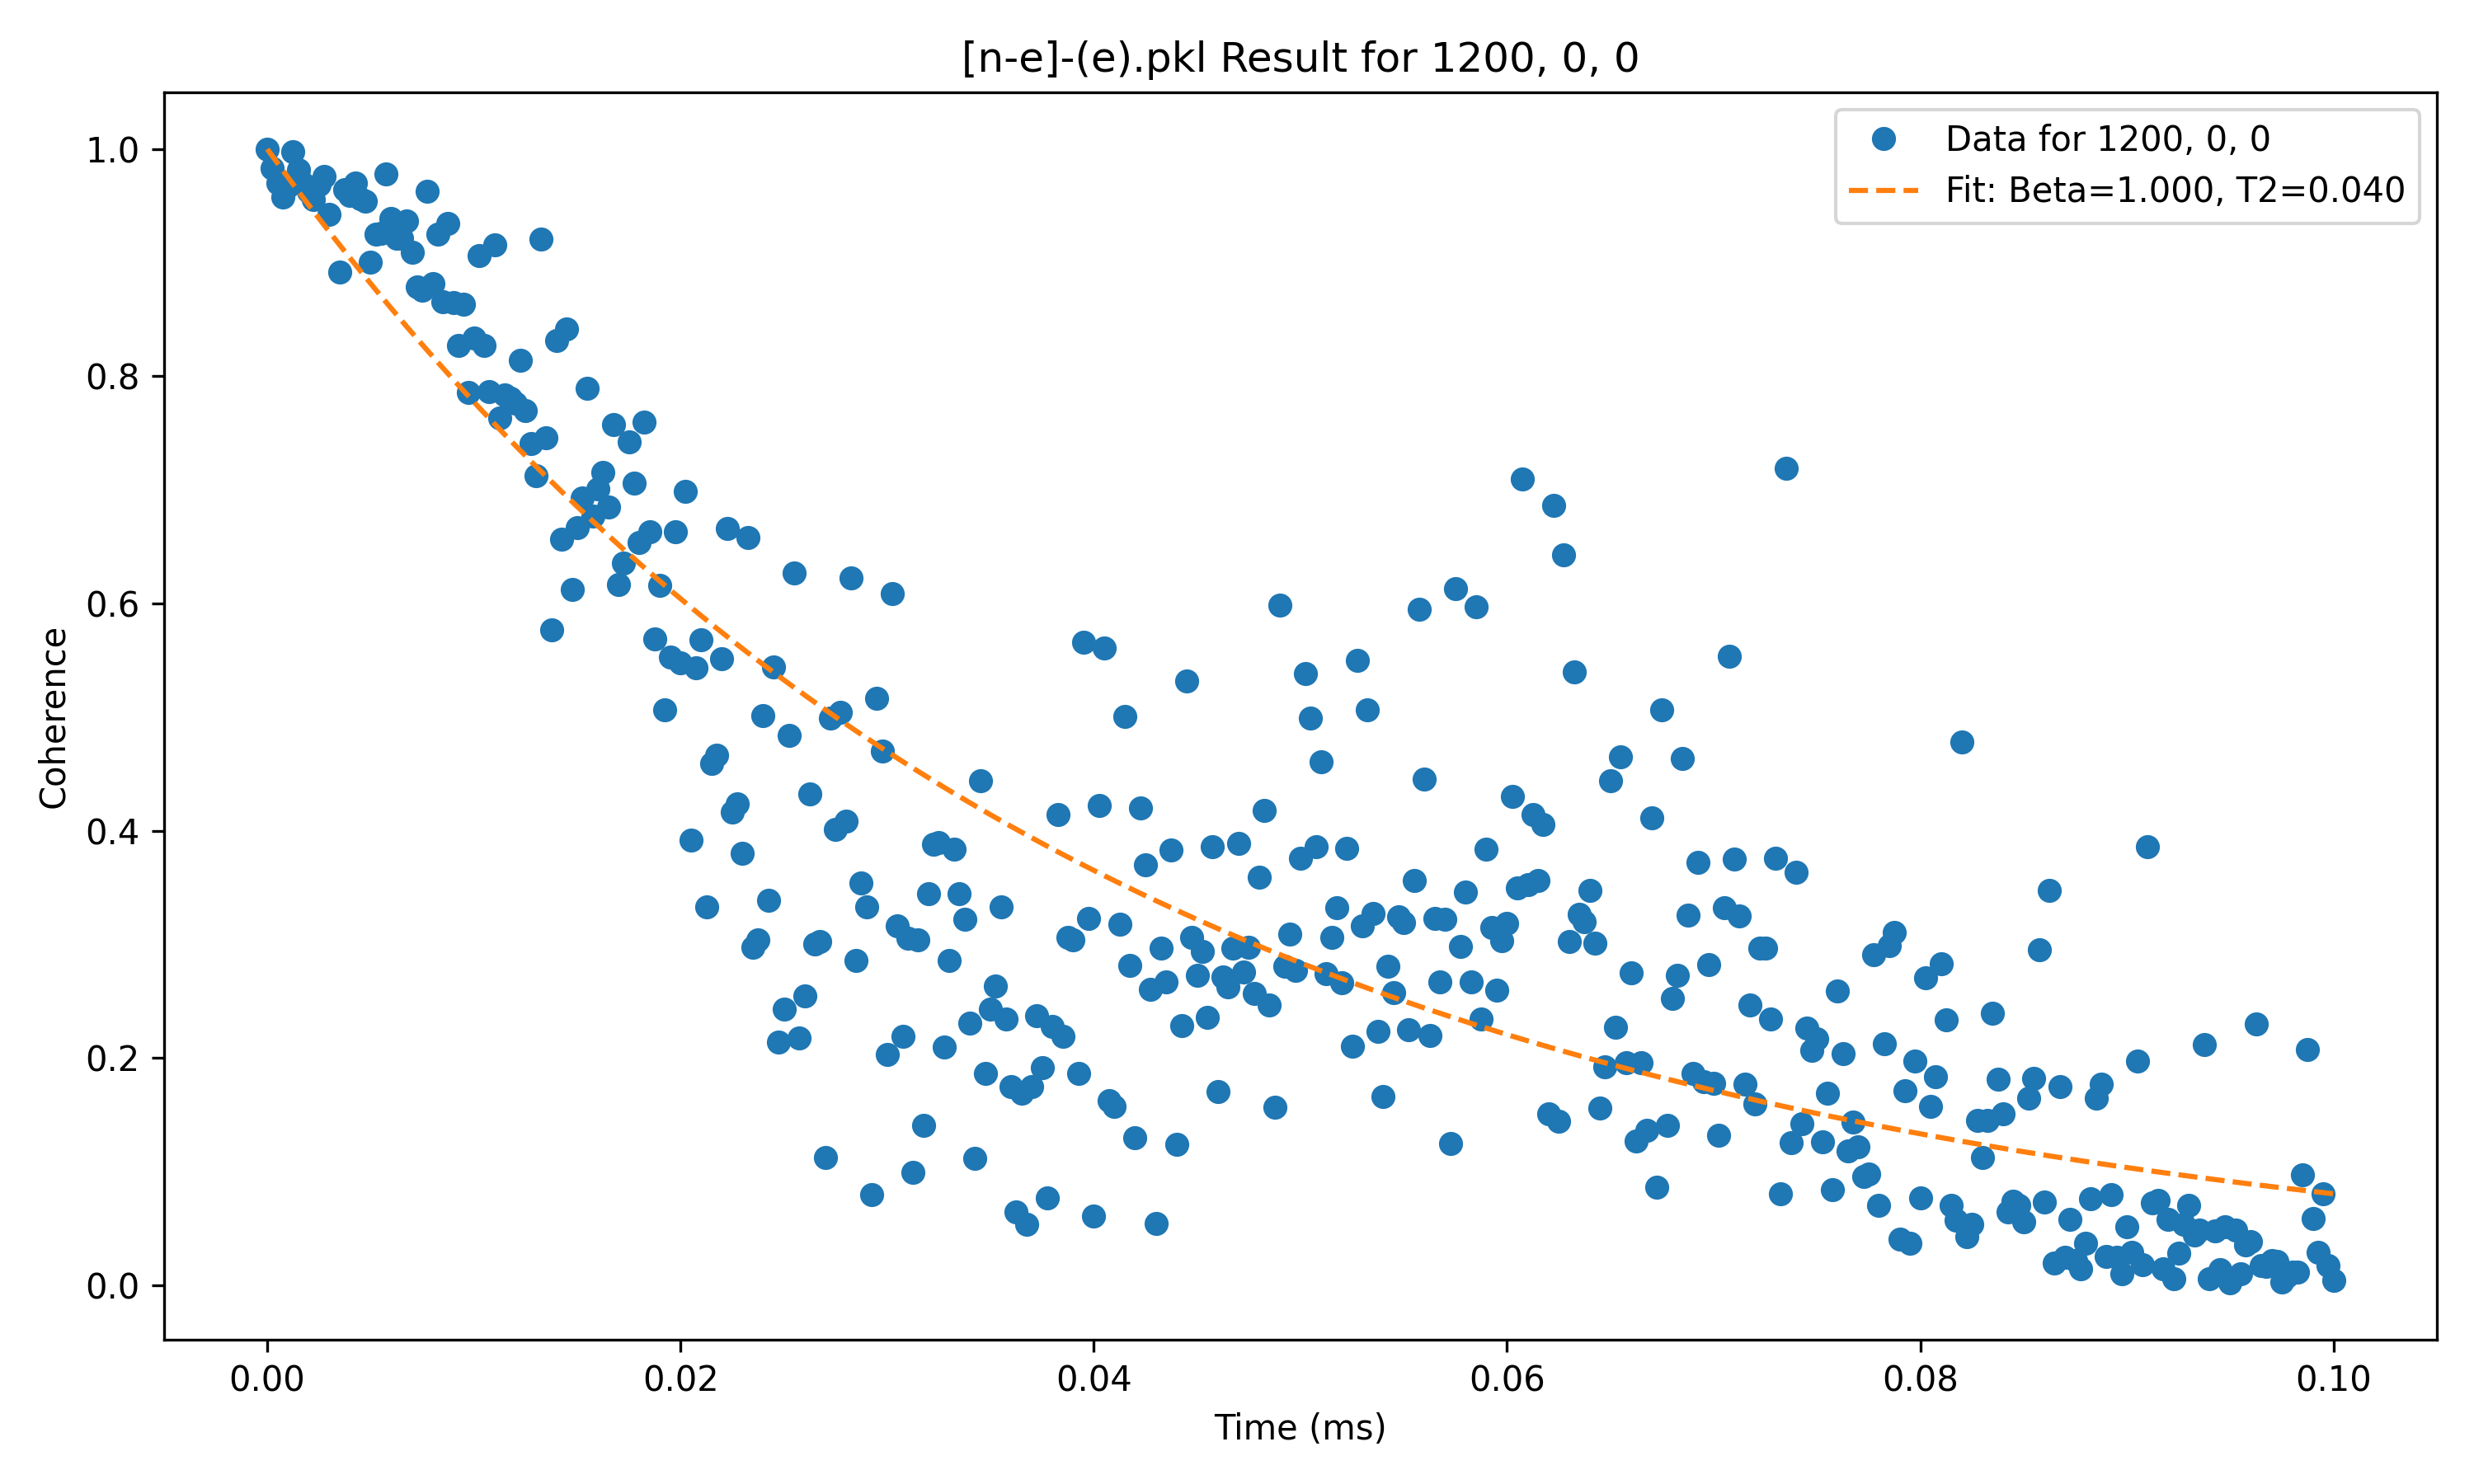 [n-e]-(e).pkl Result for 1200, 0, 0
Data for 1200, 0, 0
Fit: Beta=1.000, T2=0.040
1.0
0.8
0.6
0.4
0.2
0.0
Coherence
0.00 0.02 0.04 0.06 0.08 0.10
Time (ms)